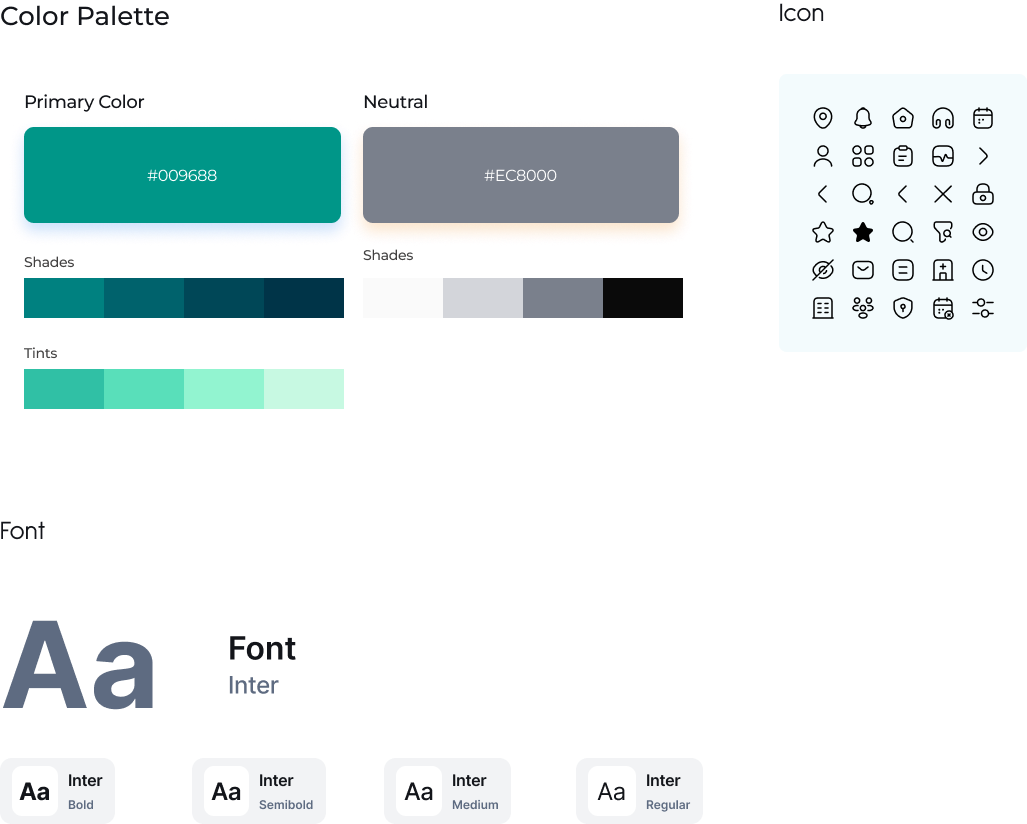 Color Palette
Icon
Primary Color
Neutral
#009688
#EC8000
Shades
Shades
Tints
Font
Aa
Font
Inter
Aa
Inter
Bold
Aa
Inter
Semibold
Aa
Inter
Medium
Aa
Inter
Regular